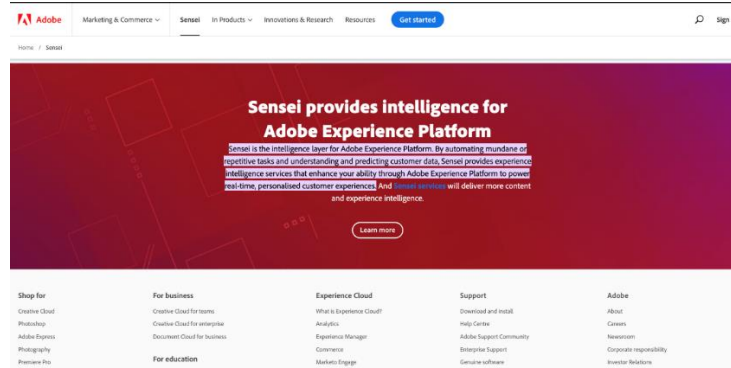 Adobe Marketing & Commerce Sensei In Products Innovations & Research Resources Get started Sign
Home / Sensei
Sensei provides intelligence for
Adobe Experience Platform
Sensei is the intelligence layer for Adobe Experience Platform. By automating mundane or
repetitive tasks and understanding and predicting customer data, Sensei provides experience
intelligence services that enhance your ability through Adobe Experience Platform to power
real-time, personalised customer experiences. And Sensei services will deliver more content
and experience intelligence.
Learn more
Shop for For business Experience Cloud Support Adobe
Creative Cloud Creative Cloud for teams What is Experience Cloud? Download and install About
Photoshop Creative Cloud for enterprise Analytics Help Centre Careers
Adobe Express Document Cloud for business Experience Manager Adobe Support Community Newsroom
Photography Commerce Enterprise Support Corporate responsibility
Premiere Pro For education Marketo Engage Genuine software Investor Relations